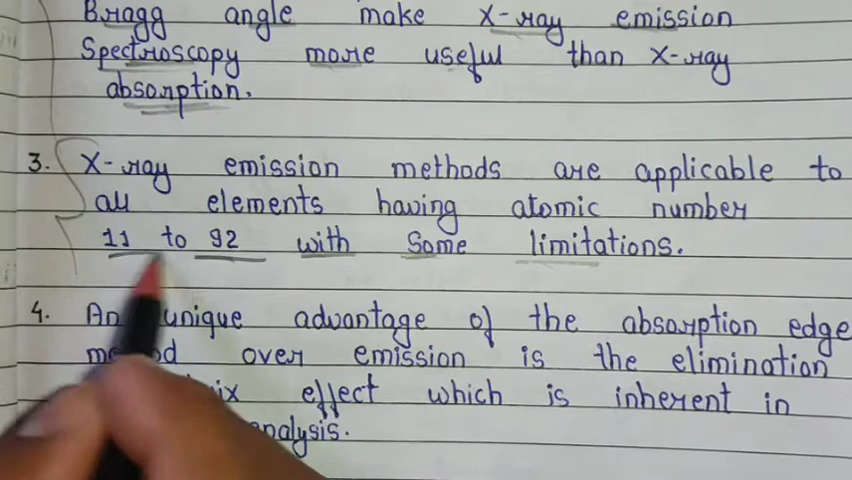 Bragg angle make X-ray emission
Spectroscopy more useful than X-ray
absorption.
3. X-ray emission methods are applicable to
all elements having atomic number
11 to 92 with some limitations.
4. An unique advantage of the absorption edge
over emission is the elimination
effect which is inherent in
analysis.